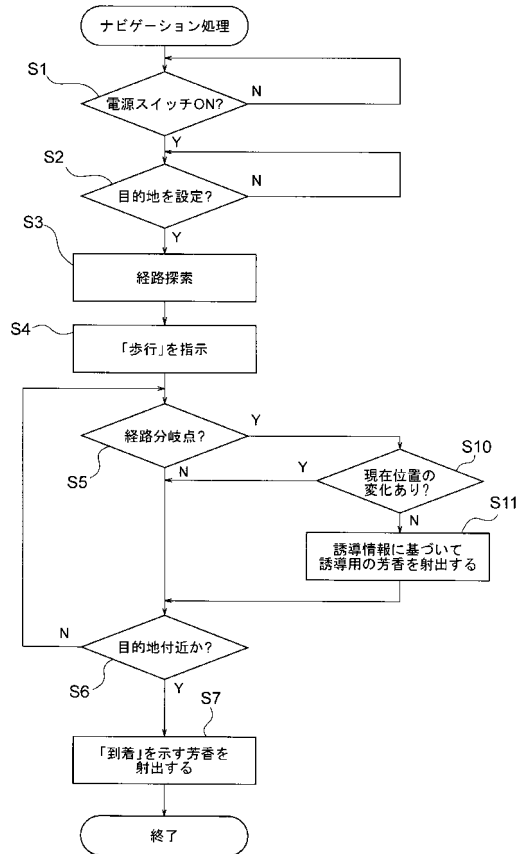 ナビゲーション処理
S1
電源スイッチON?
N
Y
S2
目的地を設定?
N
Y
S3
経路探索
S4
「歩行」を指示
経路分岐点?
Y
S5
N
S10
現在位置の
変化あり?
Y
N
S11
誘導情報に基づいて
誘導用の芳香を射出する
N
目的地付近か?
S6
Y
S7
「到着」を示す芳香を
射出する
終了